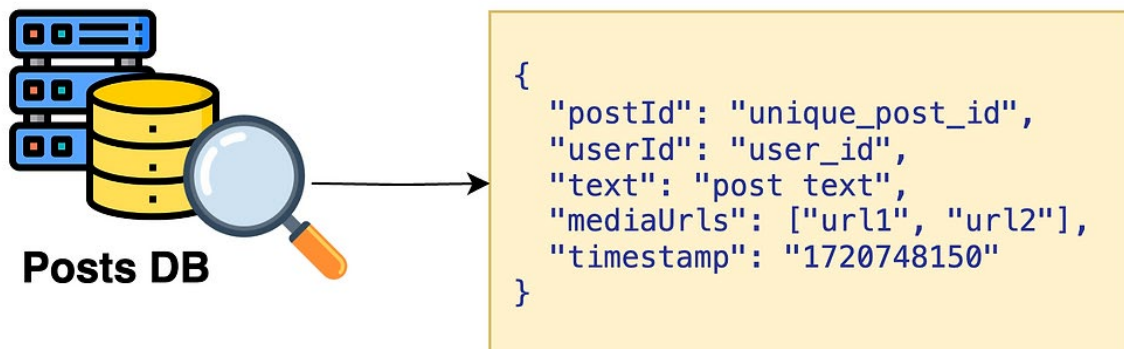 Posts DB
{
"postId": "unique_post_id",
"userId": "user_id",
"text": "post text",
"mediaUrls": ["url1", "url2"],
"timestamp": "1720748150"
}